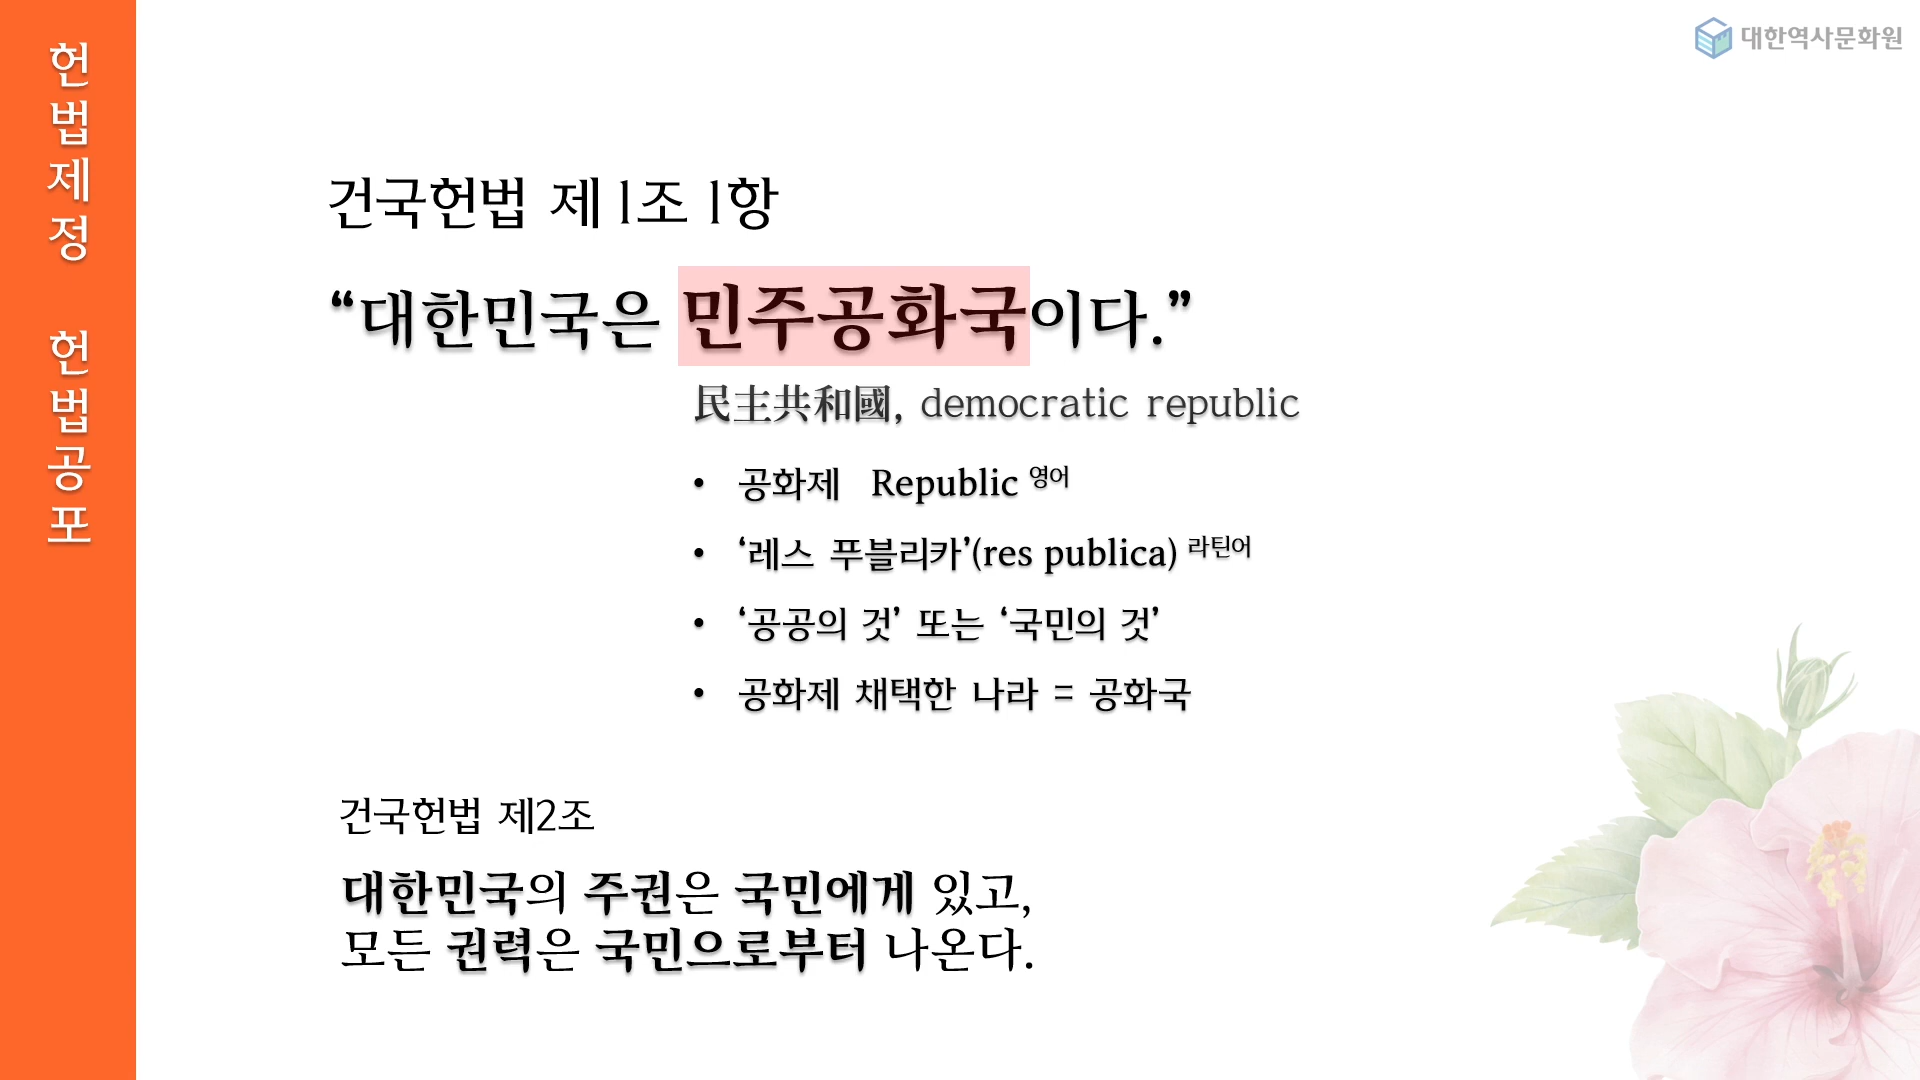 헌법제정 헌법공포
대한역사문화원
건국헌법 제1조 1항
“대한민국은 민주공화국이다.”
民主共和國, democratic republic
• 공화제 Republic 영어
• ‘레스 푸블리카’(res publica) 라틴어
• ‘공공의 것’ 또는 ‘국민의 것’
• 공화제 채택한 나라 = 공화국
건국헌법 제2조
대한민국의 주권은 국민에게 있고,
모든 권력은 국민으로부터 나온다.